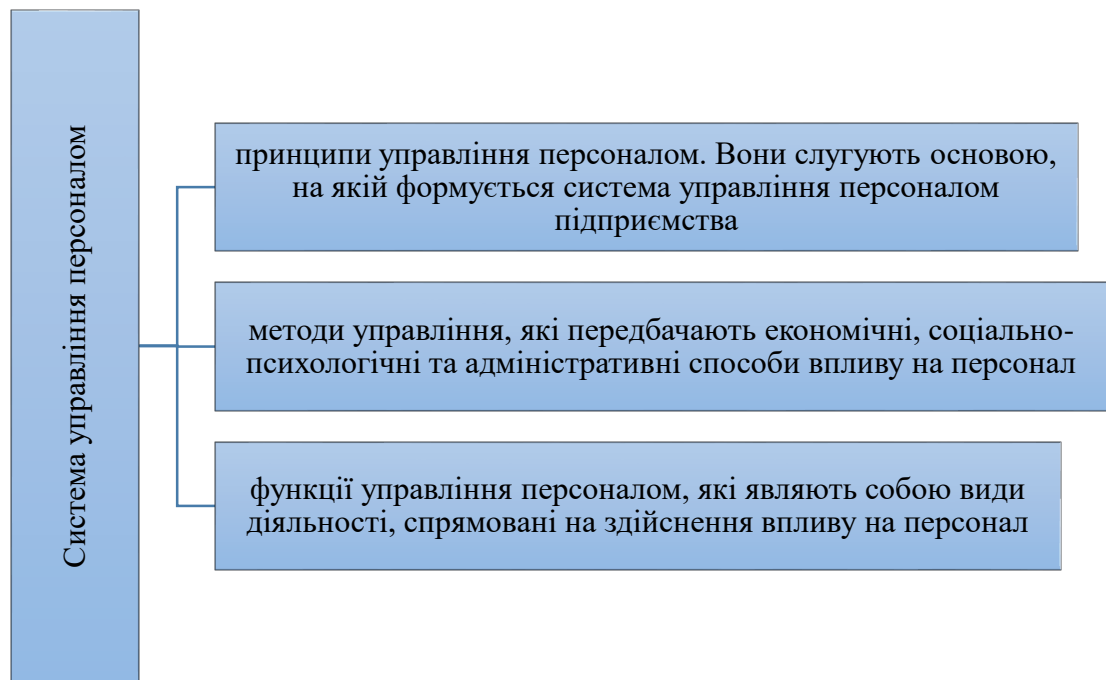 Система управління персоналом
принципи управління персоналом. Вони слугують основою,
на якій формується система управління персоналом
підприємства
методи управління, які передбачають економічні, соціально-
психологічні та адміністративні способи впливу на персонал
функції управління персоналом, які являють собою види
діяльності, спрямовані на здійснення впливу на персонал